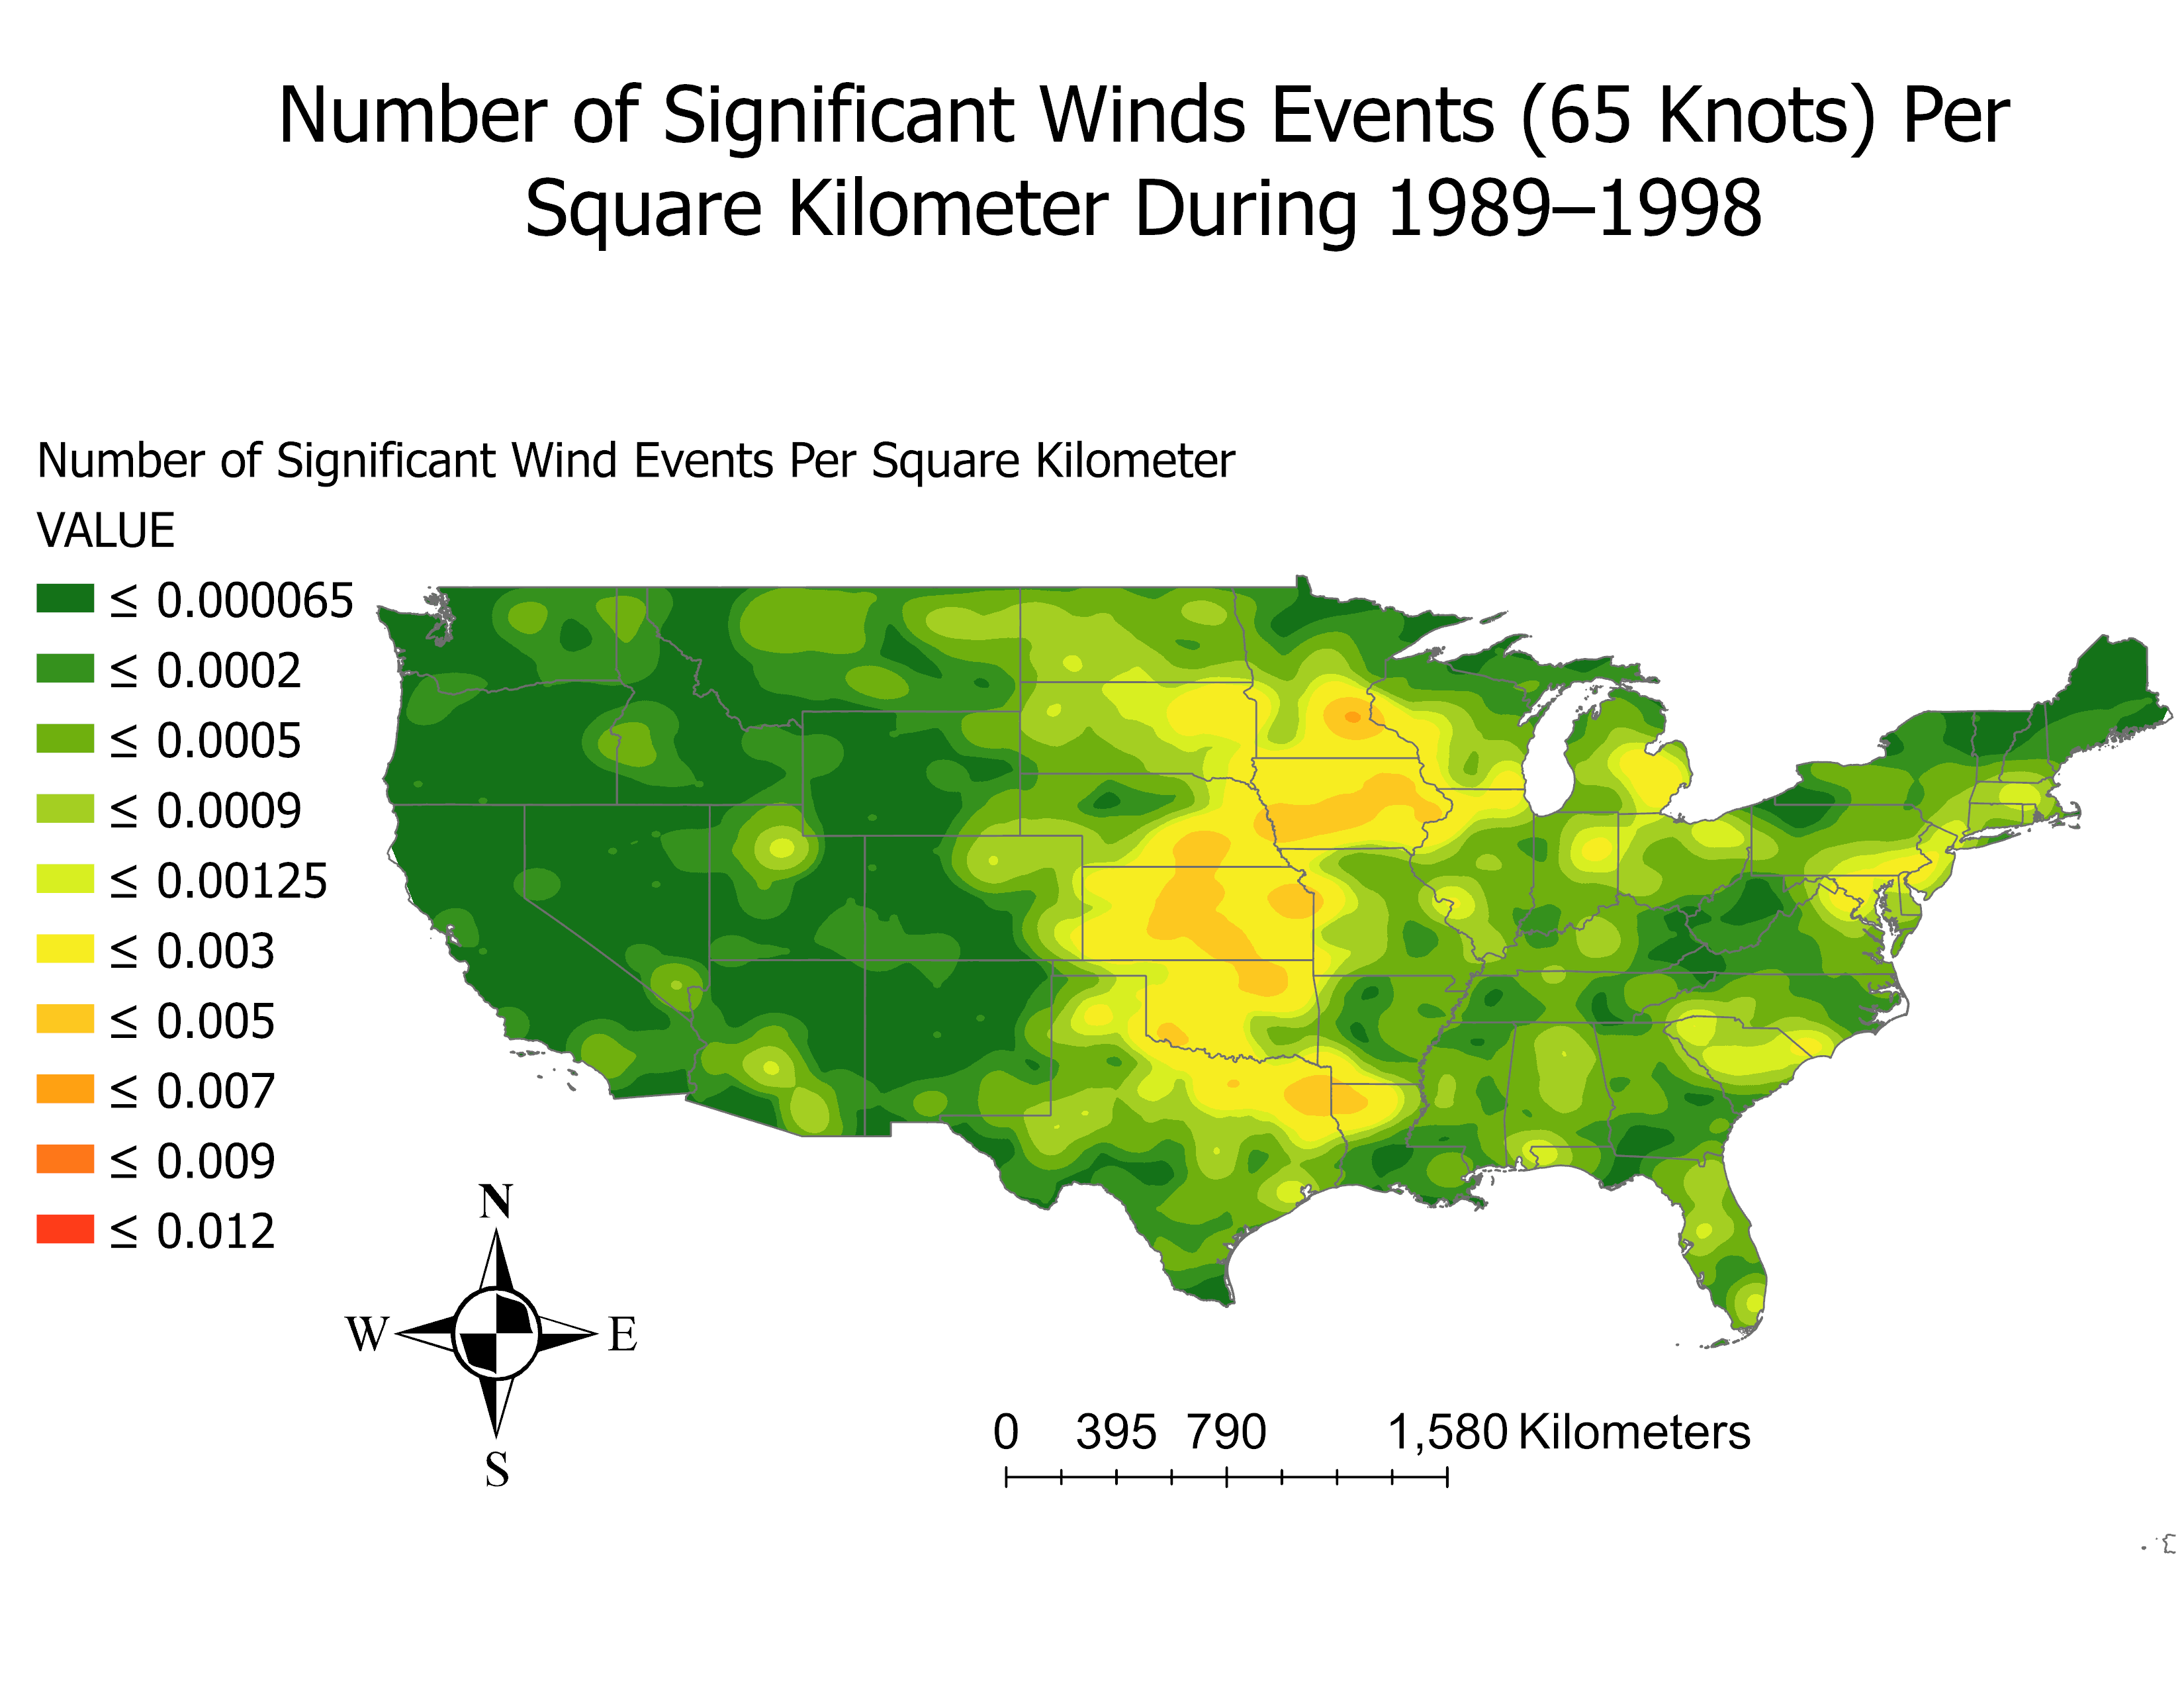 Number of Significant Winds Events (65 Knots) Per
Square Kilometer During 1989–1998
Number of Significant Wind Events Per Square Kilometer
VALUE
≤ 0.000065
≤ 0.0002
≤ 0.0005
≤ 0.0009
≤ 0.00125
≤ 0.003
≤ 0.005
≤ 0.007
≤ 0.009
≤ 0.012
N
W E
S
0 395 790 1,580 Kilometers